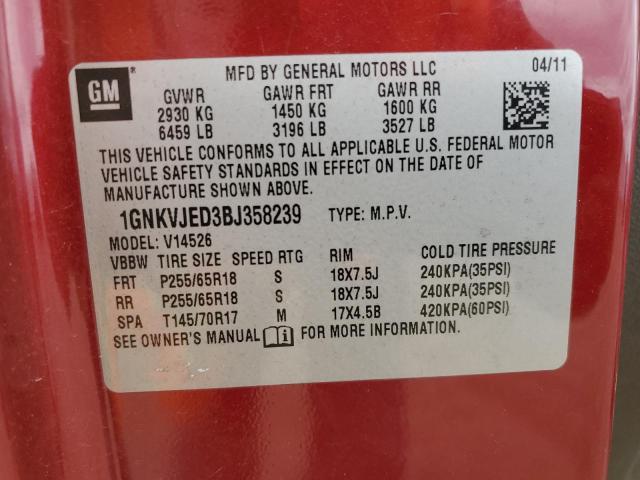 GM ®
MFD BY GENERAL MOTORS LLC 04/11
GVWR GAWR FRT GAWR RR
2930 KG 1450 KG 1600 KG
6459 LB 3196 LB 3527 LB
THIS VEHICLE CONFORMS TO ALL APPLICABLE U.S. FEDERAL MOTOR
VEHICLE SAFETY STANDARDS IN EFFECT ON THE DATE OF
MANUFACTURE SHOWN ABOVE.
1GNKVJED3BJ358239 TYPE: M.P.V.
MODEL: V14526
VBBW TIRE SIZE SPEED RTG RIM COLD TIRE PRESSURE
FRT P255/65R18 S 18X7.5J 240KPA(35PSI)
RR P255/65R18 S 18X7.5J 240KPA(35PSI)
SPA T145/70R17 M 17X4.5B 420KPA(60PSI)
SEE OWNER'S MANUAL i FOR MORE INFORMATION.